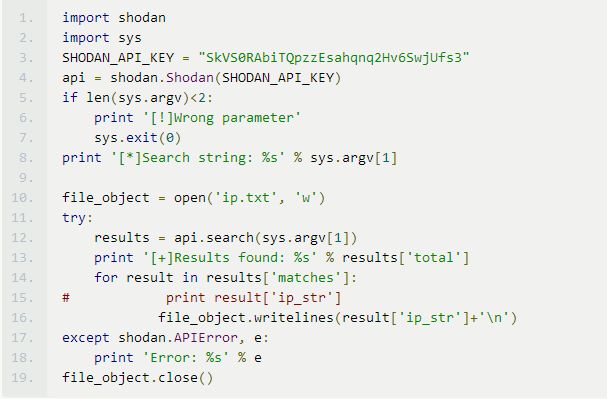 1. import shodan
2. import sys
3. SHODAN_API_KEY = "SkVS0RAbiTQpzzEsahqnq2Hv6SwjUfs3"
4. api = shodan.Shodan(SHODAN_API_KEY)
5. if len(sys.argv)<2:
6.     print '[!]Wrong parameter'
7.     sys.exit(0)
8. print '[*]Search string: %s' % sys.argv[1]
9.
10. file_object = open('ip.txt', 'w')
11. try:
12.     results = api.search(sys.argv[1])
13.     print '[+]Results found: %s' % results['total']
14.     for result in results['matches']:
15. #            print result['ip_str']
16.             file_object.writelines(result['ip_str']+'\n')
17. except shodan.APIError, e:
18.     print 'Error: %s' % e
19. file_object.close()